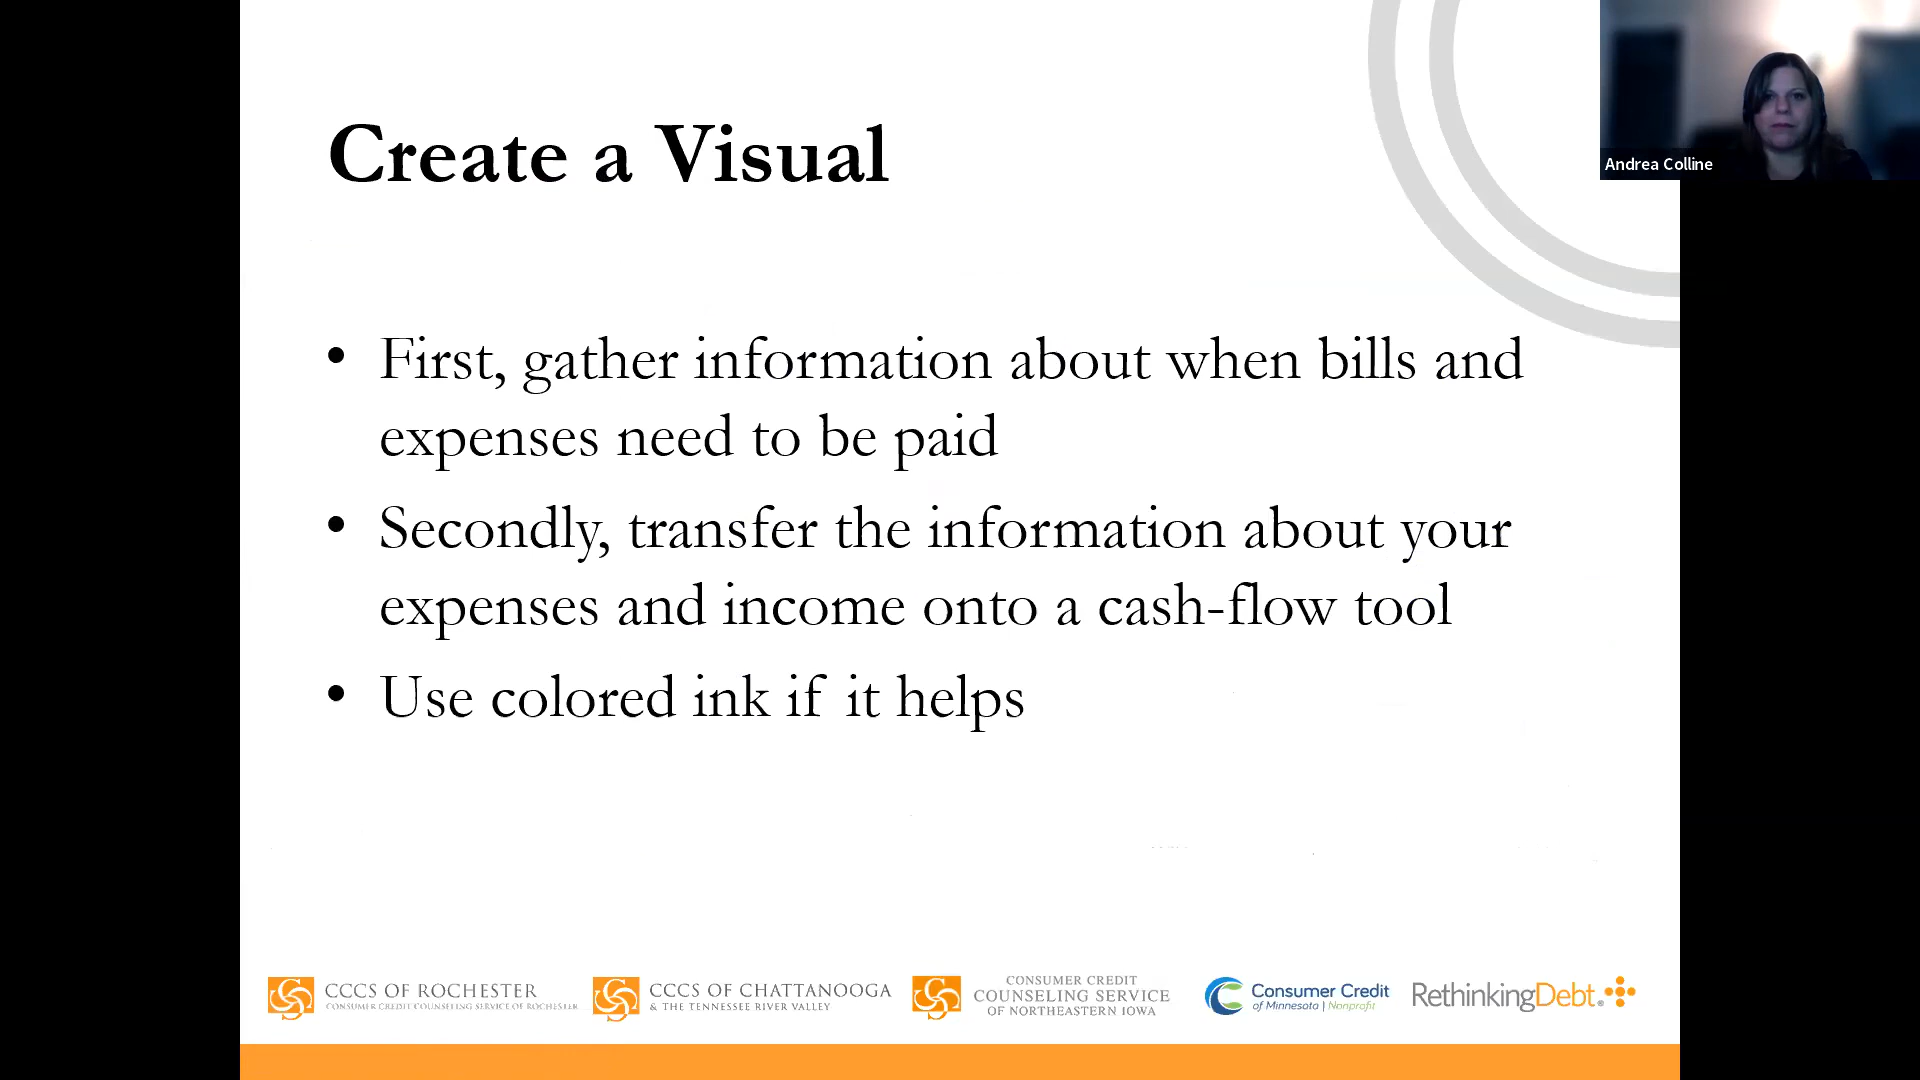 Create a Visual
Andrea Colline
• First, gather information about when bills and
expenses need to be paid
• Secondly, transfer the information about your
expenses and income onto a cash-flow tool
• Use colored ink if it helps
CCCS OF ROCHESTER
CONSUMER CREDIT COUNSELING SERVICE OF ROCHESTER
CCCS OF CHATTANOOGA
& THE TENNESSEE RIVER VALLEY
CONSUMER CREDIT
COUNSELING SERVICE
OF NORTHEASTERN IOWA
Consumer Credit
of Minnesota | Nonprofit
RethinkingDebt.®